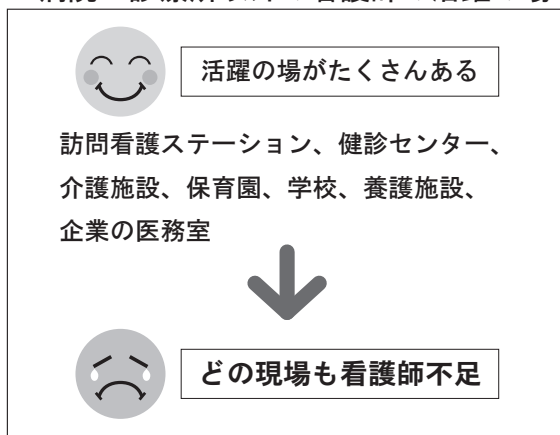 活躍の場がたくさんある
訪問看護ステーション、健診センター、
介護施設、保育園、学校、養護施設、
企業の医務室
どの現場も看護師不足